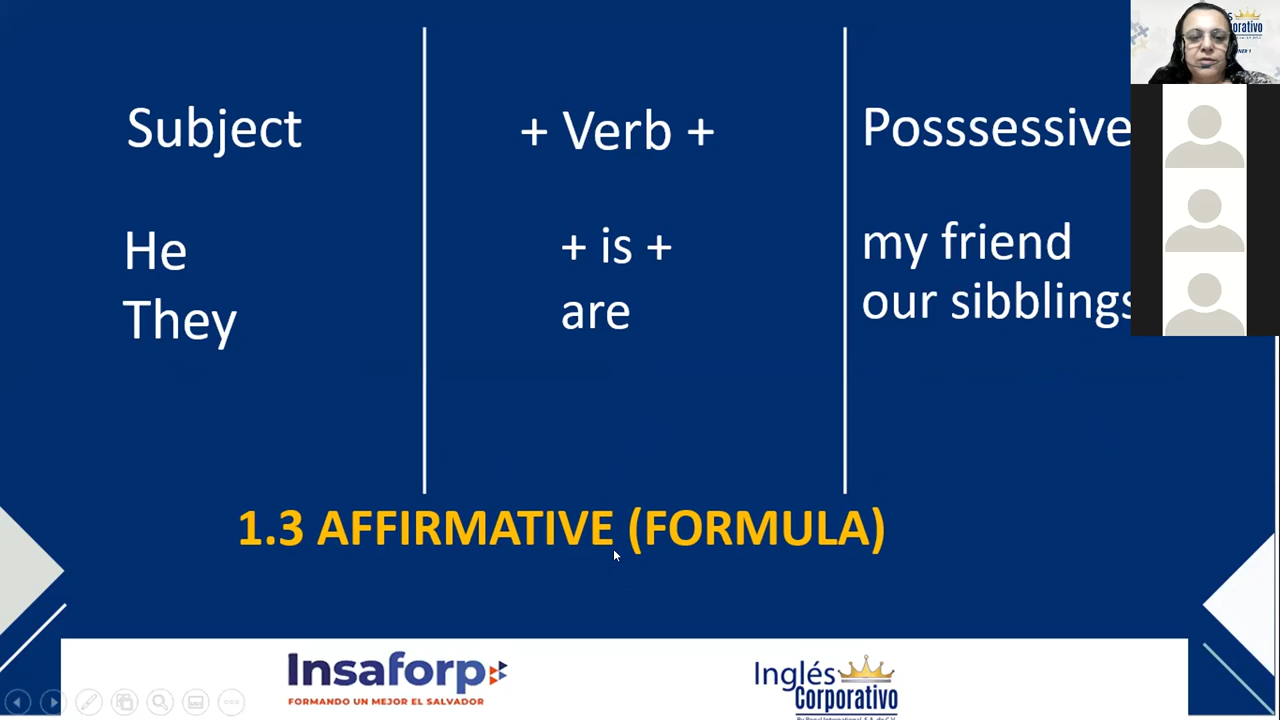 Subject
+ Verb +
Posssessive
He
+ is +
my friend
They
are
our sibblings
1.3 AFFIRMATIVE (FORMULA)
Insaforp
FORMANDO UN MEJOR EL SALVADOR
Inglés
Corporativo